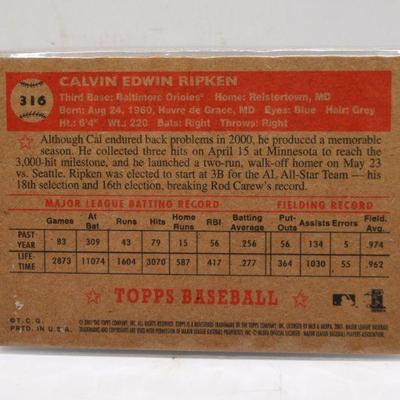 316
CALVIN EDWIN RIPKEN
Third Base: Baltimore Orioles Home: Reisterstown, MD
Born: Aug 24, 1960, Havre de Grace, MD Eyes: Blue Hair: Grey
Ht.: 6'4" Wt.: 220 Bats: Right Throws: Right
Although Cal endured back problems in 2000, he produced a memorable
season. He collected three hits on April 15 at Minnesota to reach the
3,000-hit milestone, and he launched a two-run, walk-off homer on May 23
vs. Seattle. Ripken was elected to start at 3B for the AL All-Star Team — his
18th selection and 16th election, breaking Rod Carew's record.
MAJOR LEAGUE BATTING RECORD FIELDING RECORD
Games At Bat Runs Hits Home Runs RBI Batting Average Put-Outs Assists Errors Field. Avg.
PAST YEAR 83 309 43 79 15 56 .256 56 134 5 .974
LIFE-TIME 2873 11074 1604 3070 587 417 .277 364 1030 55 .962
TOPPS BASEBALL
©T.C.G.
PRTD. IN U.S.A.
© 2001 THE TOPPS COMPANY, INC.